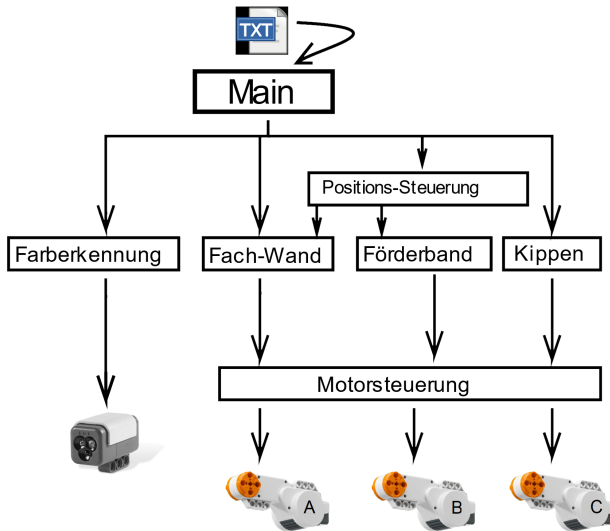 TXT
Main
Positions-Steuerung
Farberkennung
Fach-Wand
Förderband
Kippen
Motorsteuerung
A
B
C